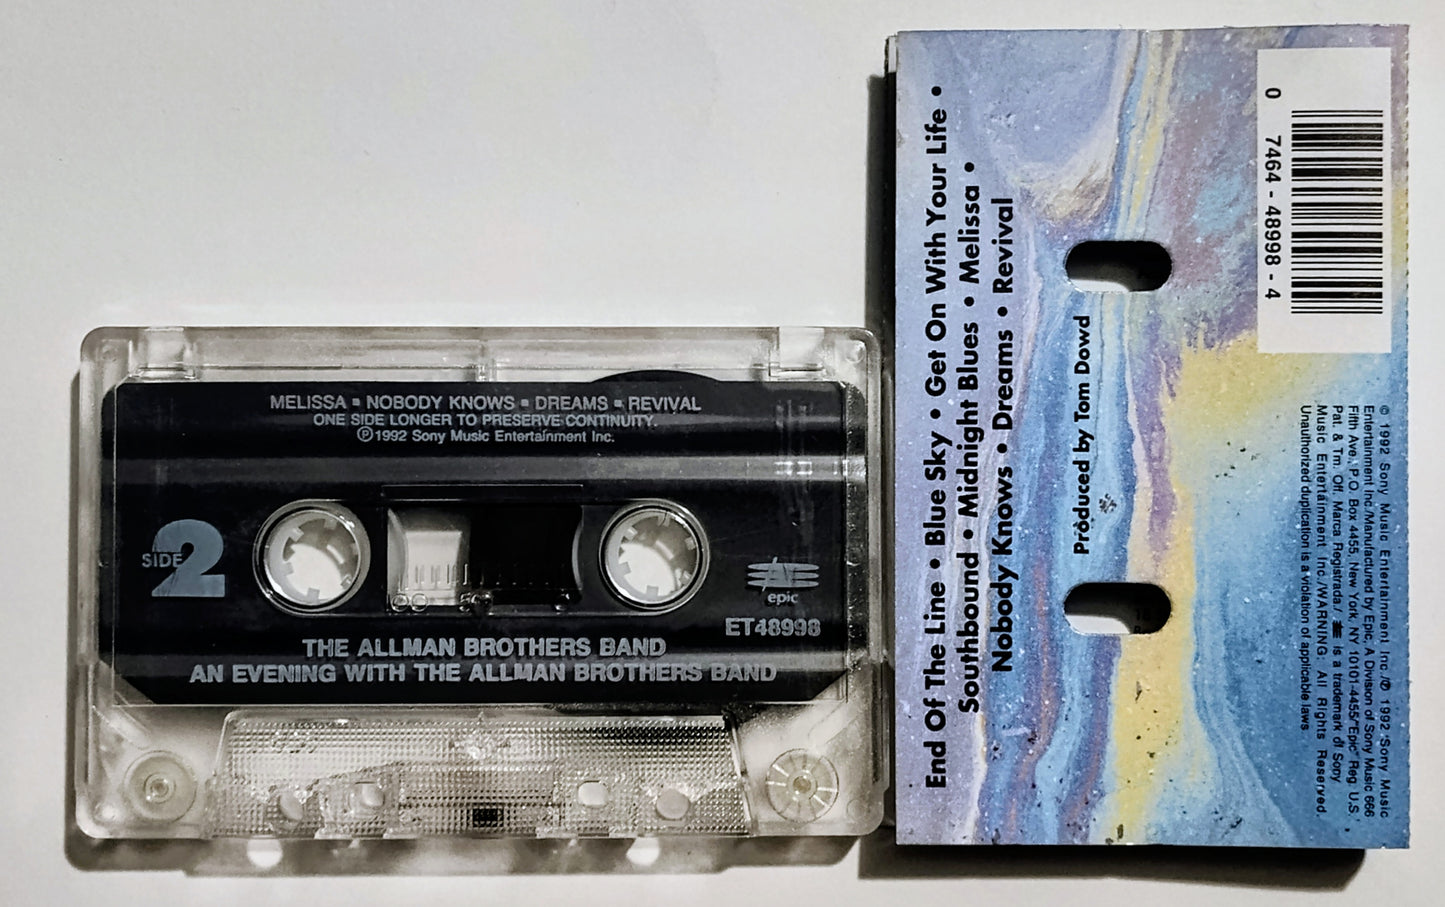 MELISSA ▪ NOBODY KNOWS ▪ DREAMS ▪ REVIVAL
ONE SIDE LONGER TO PRESERVE CONTINUITY.
℗1992 Sony Music Entertainment Inc.
SIDE 2
epic
ET48998
THE ALLMAN BROTHERS BAND
AN EVENING WITH THE ALLMAN BROTHERS BAND
100 50 0
End Of The Line • Blue Sky • Get On With Your Life •
Southbound • Midnight Blues • Melissa •
Nobody Knows • Dreams • Revival
Produced by Tom Dowd
0 7464 - 48998 - 4
© 1992 Sony Music Entertainment Inc./℗ 1992 Sony Music
Entertainment Inc./Manufactured by Epic, A Division of Sony Music 666
Fifth Ave., P.O. Box 4455, New York, NY 10101-4455/"Epic" Reg U.S.
Pat. & Tm. Off. Marca Registrada./ is a trademark of Sony
Music Entertainment Inc./WARNING: All Rights Reserved.
Unauthorized duplication is a violation of applicable laws